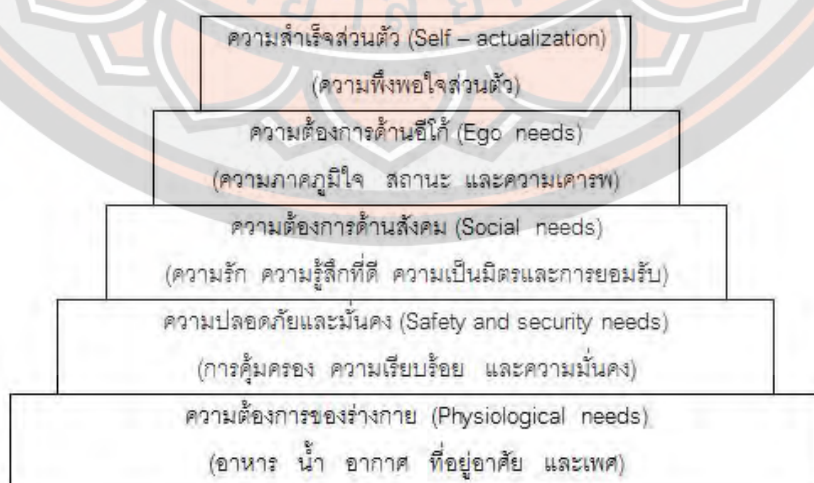 ความสำเร็จส่วนตัว (Self – actualization)
(ความพึงพอใจส่วนตัว)
ความต้องการด้านอีโก้ (Ego needs)
(ความภาคภูมิใจ สถานะ และความเคารพ)
ความต้องการด้านสังคม (Social needs)
(ความรัก ความรู้สึกที่ดี ความเป็นมิตรและการยอมรับ)
ความปลอดภัยและมั่นคง (Safety and security needs)
(การคุ้มครอง ความเรียบร้อย และความมั่นคง)
ความต้องการของร่างกาย (Physiological needs)
(อาหาร น้ำ อากาศ ที่อยู่อาศัย และเพศ)